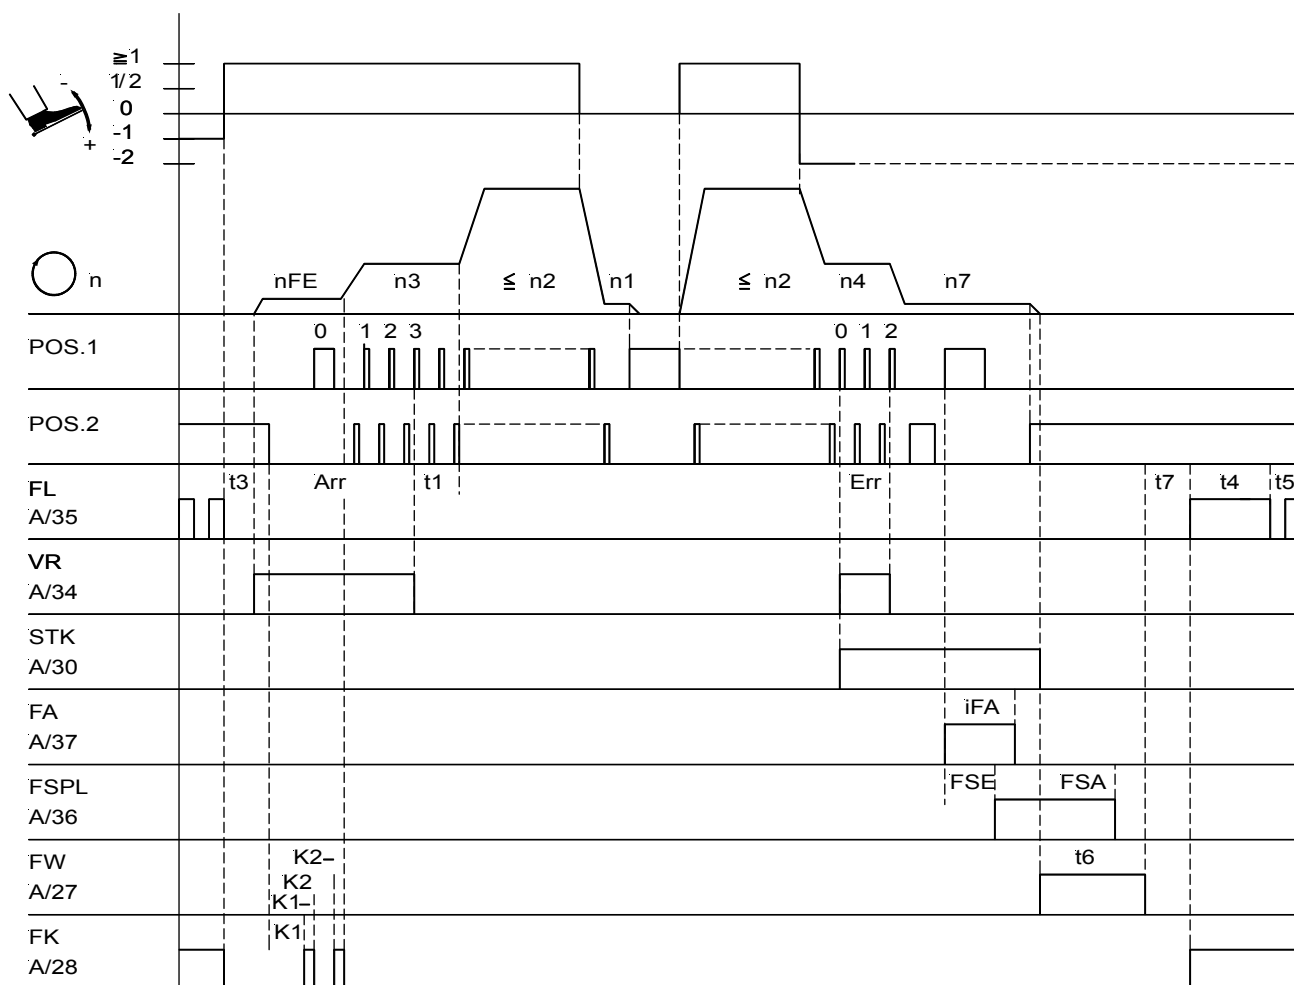 ≧1
1/2
0
-1
-2
-
+
n
nFE
n3
≦ n2
n1
≦ n2
n4
n7
POS.1
0 1 2 3
0 1 2
POS.2
FL
A/35
t3
Arr
t1
Err
t7
t4
t5
VR
A/34
STK
A/30
FA
A/37
iFA
FSPL
A/36
FSE
FSA
FW
A/27
K2–
K2
K1–
t6
FK
A/28
K1